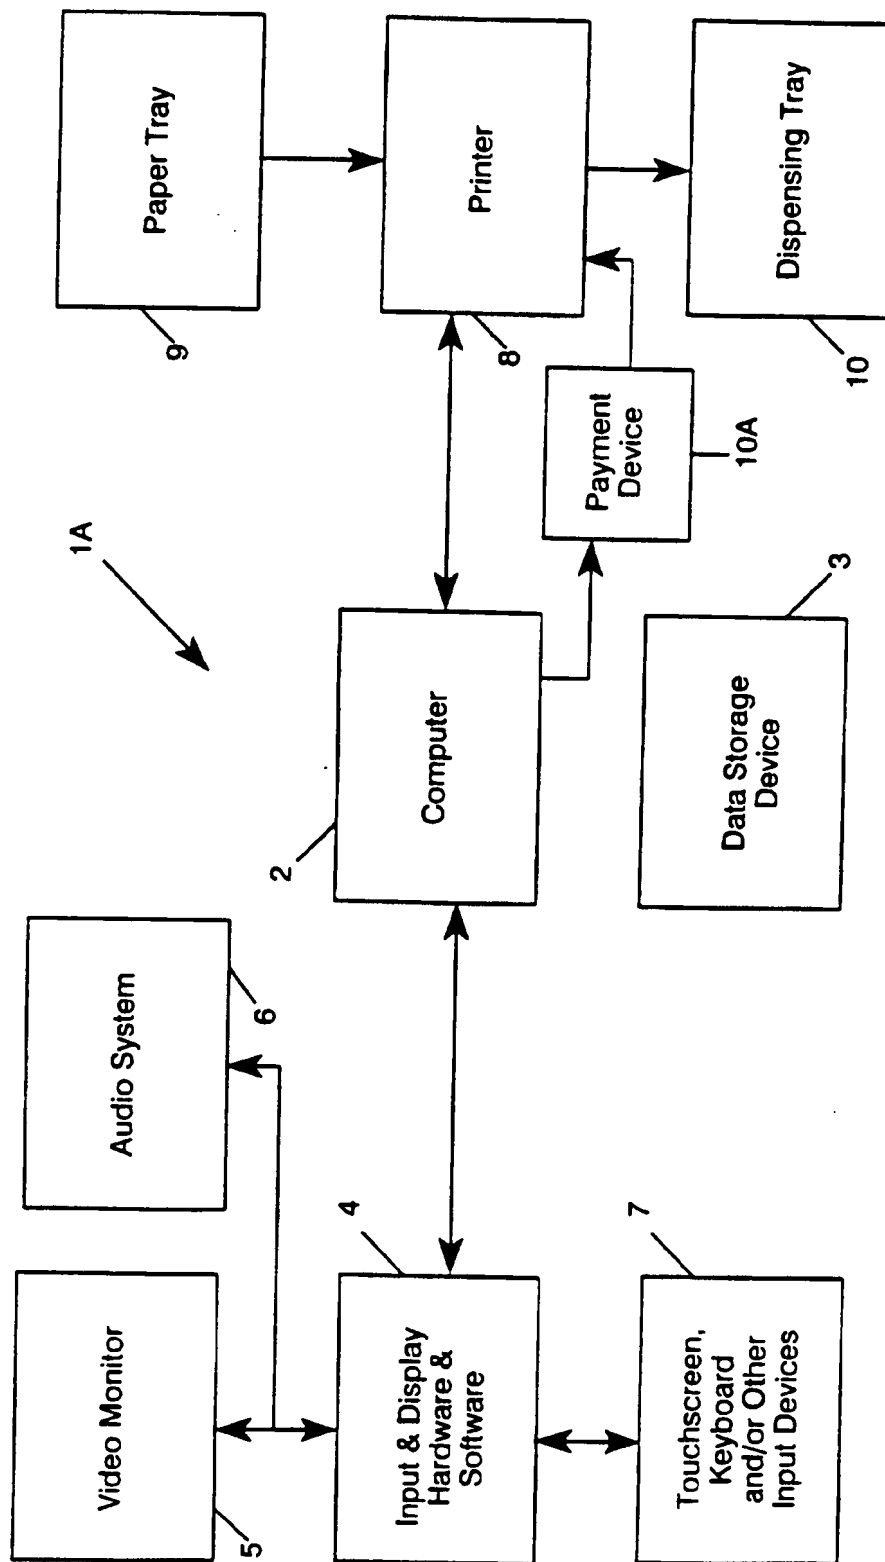 1A
Video Monitor
5
Audio System
6
Paper Tray
9
Input & Display
Hardware &
Software
4
Computer
2
Printer
8
Payment
Device
10A
Touchscreen,
Keyboard
and/or Other
Input Devices
7
Data Storage
Device
3
Dispensing Tray
10